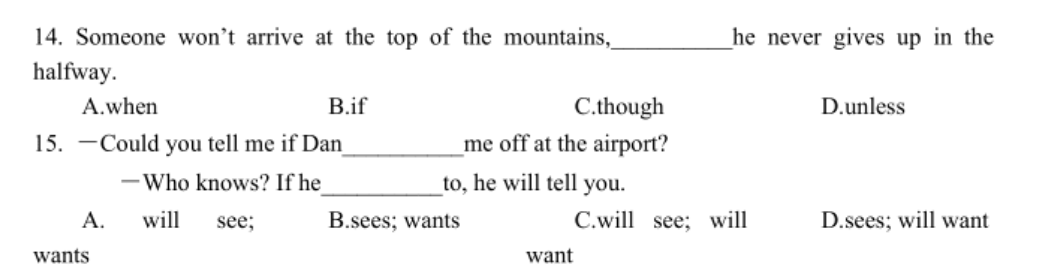 14. Someone won't arrive at the top of the mountains,__________he never gives up in the
halfway.
A.when B.if C.though D.unless
15. —Could you tell me if Dan__________me off at the airport?
—Who knows? If he__________to, he will tell you.
A. will see; B.sees; wants C.will see; will D.sees; will want
wants want